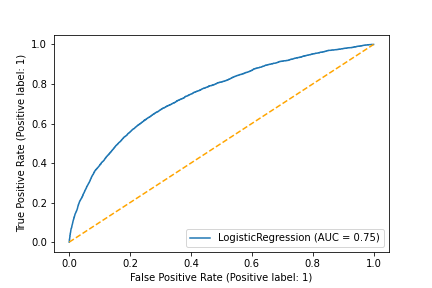 True Positive Rate (Positive label: 1)
1.0
0.8
0.6
0.4
0.2
0.0
LogisticRegression (AUC = 0.75)
0.0 0.2 0.4 0.6 0.8 1.0
False Positive Rate (Positive label: 1)